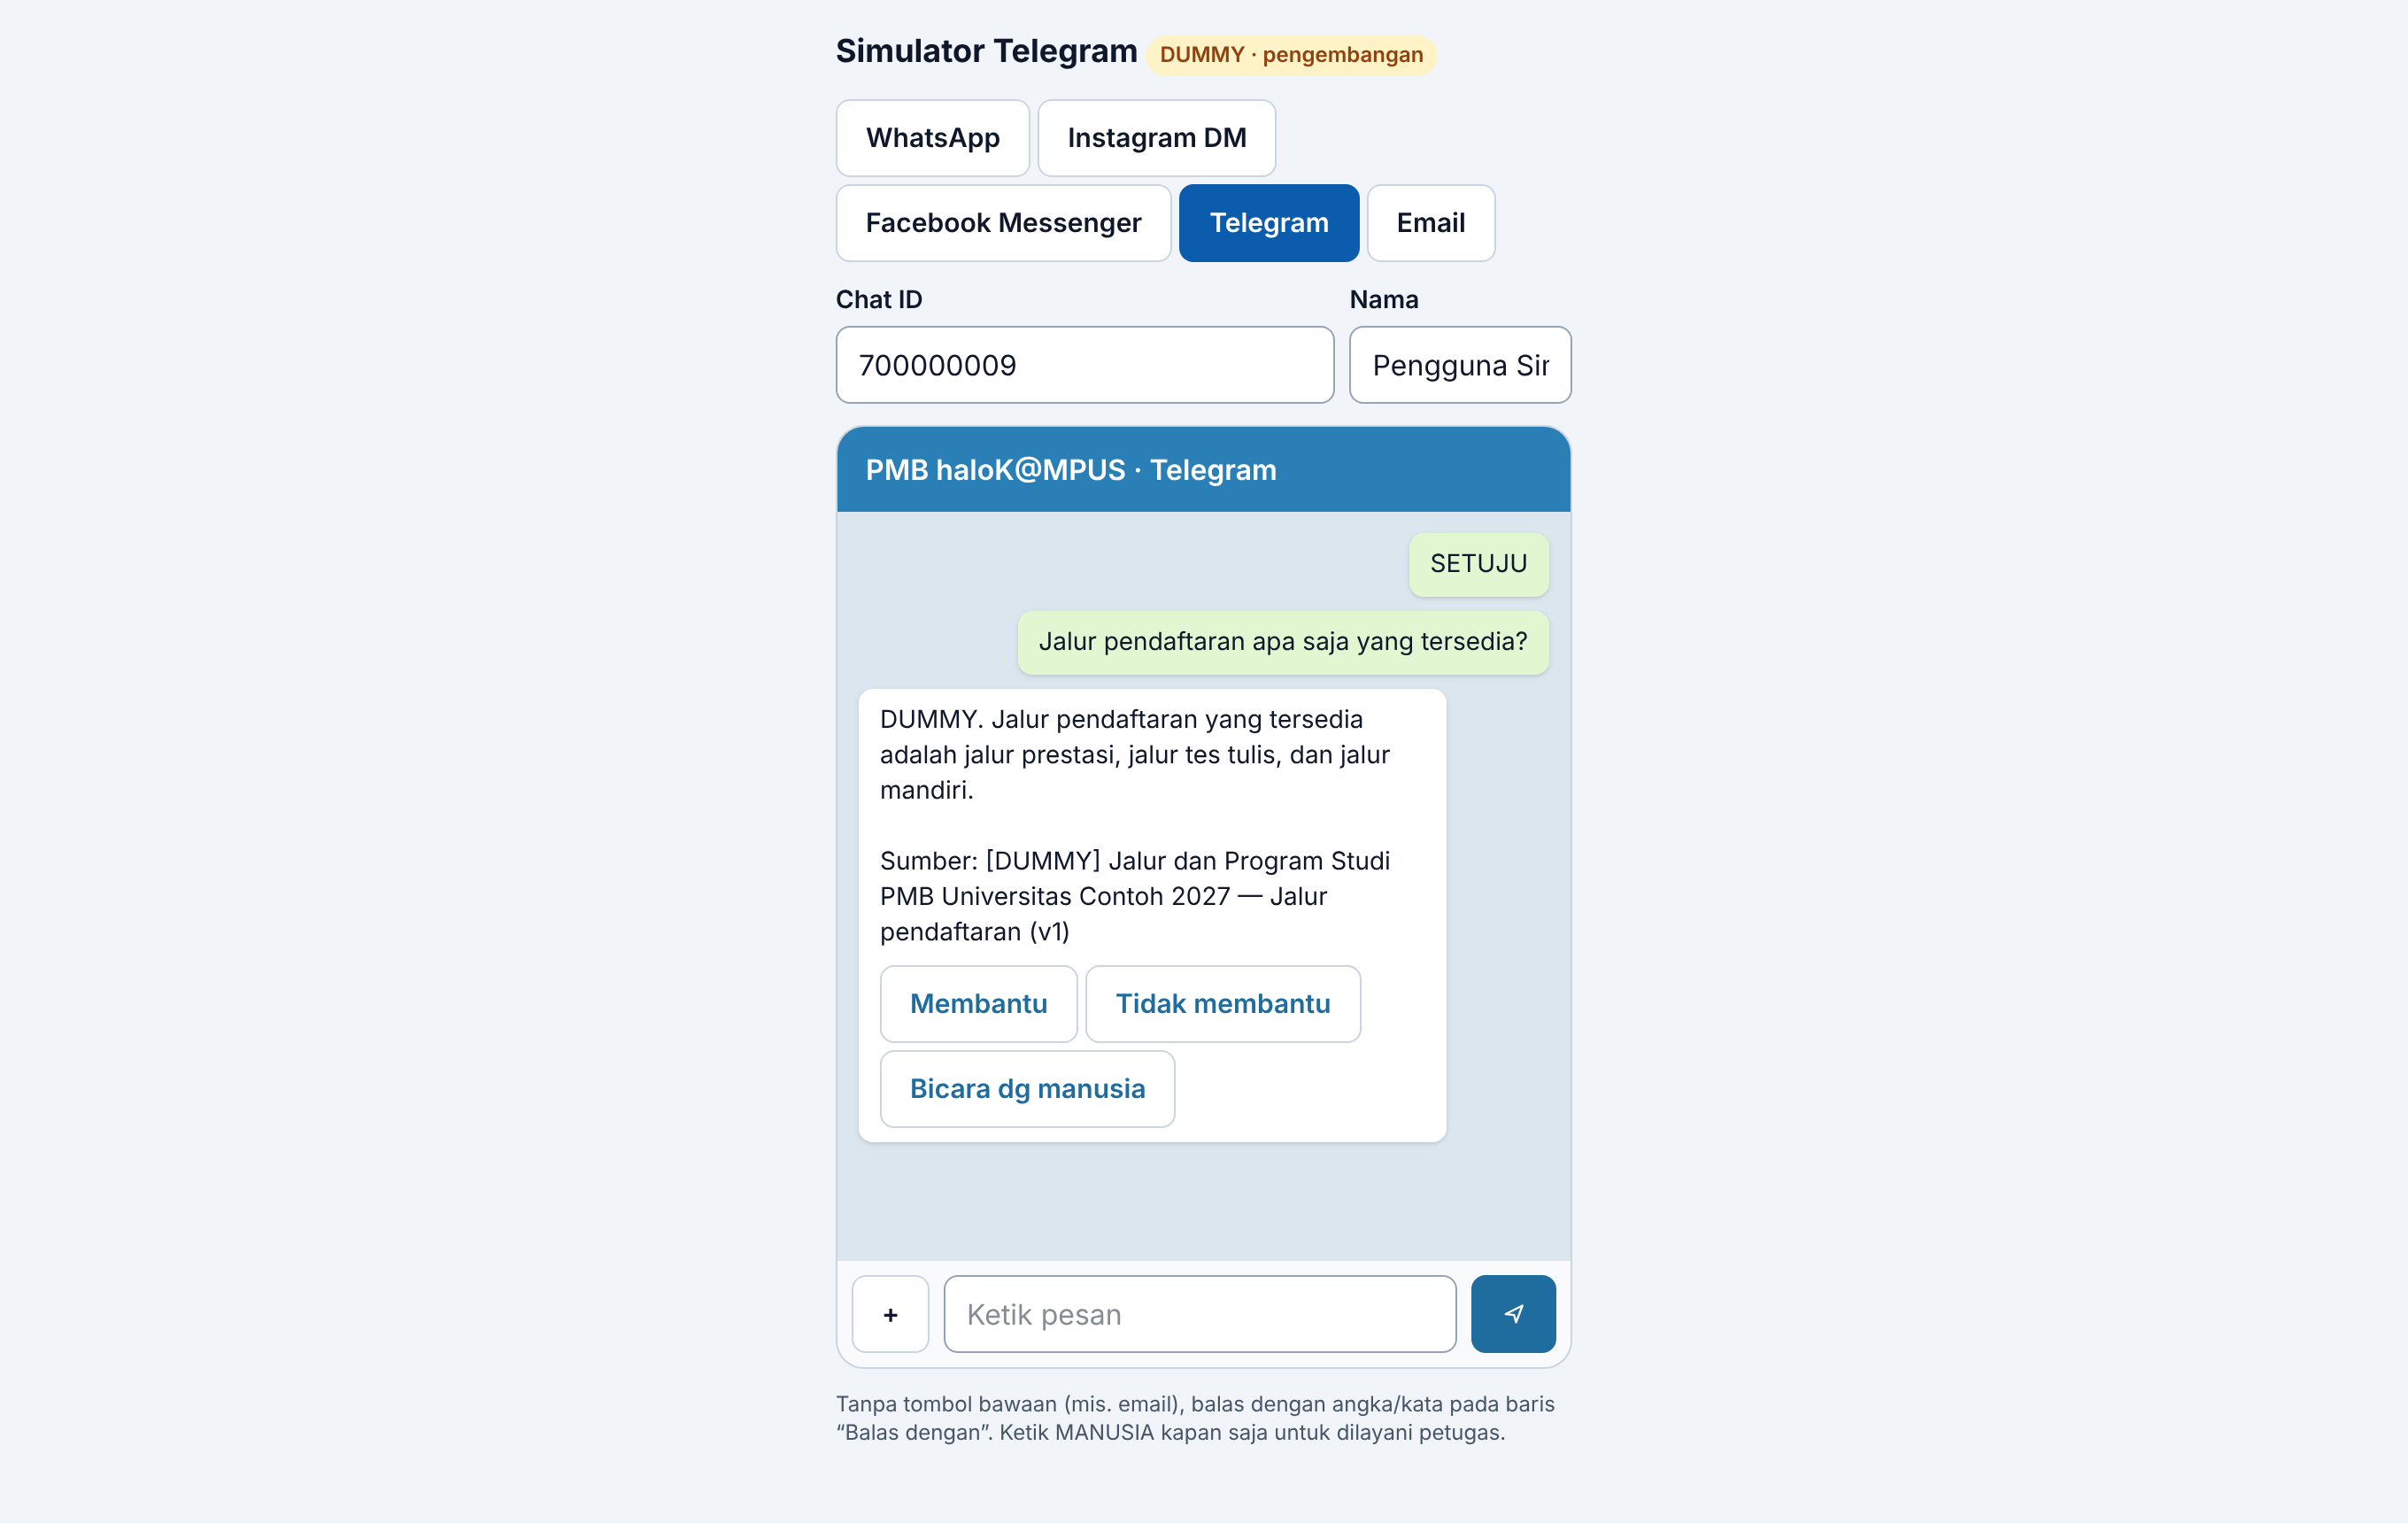 Simulator Telegram DUMMY · pengembangan
WhatsApp
Instagram DM
Facebook Messenger
Telegram
Email
Chat ID
Nama
700000009
Pengguna Sir
PMB haloK@MPUS · Telegram
SETUJU
Jalur pendaftaran apa saja yang tersedia?
DUMMY. Jalur pendaftaran yang tersedia
adalah jalur prestasi, jalur tes tulis, dan jalur
mandiri.
Sumber: [DUMMY] Jalur dan Program Studi
PMB Universitas Contoh 2027 — Jalur
pendaftaran (v1)
Membantu
Tidak membantu
Bicara dg manusia
+
Ketik pesan
Tanpa tombol bawaan (mis. email), balas dengan angka/kata pada baris
“Balas dengan”. Ketik MANUSIA kapan saja untuk dilayani petugas.